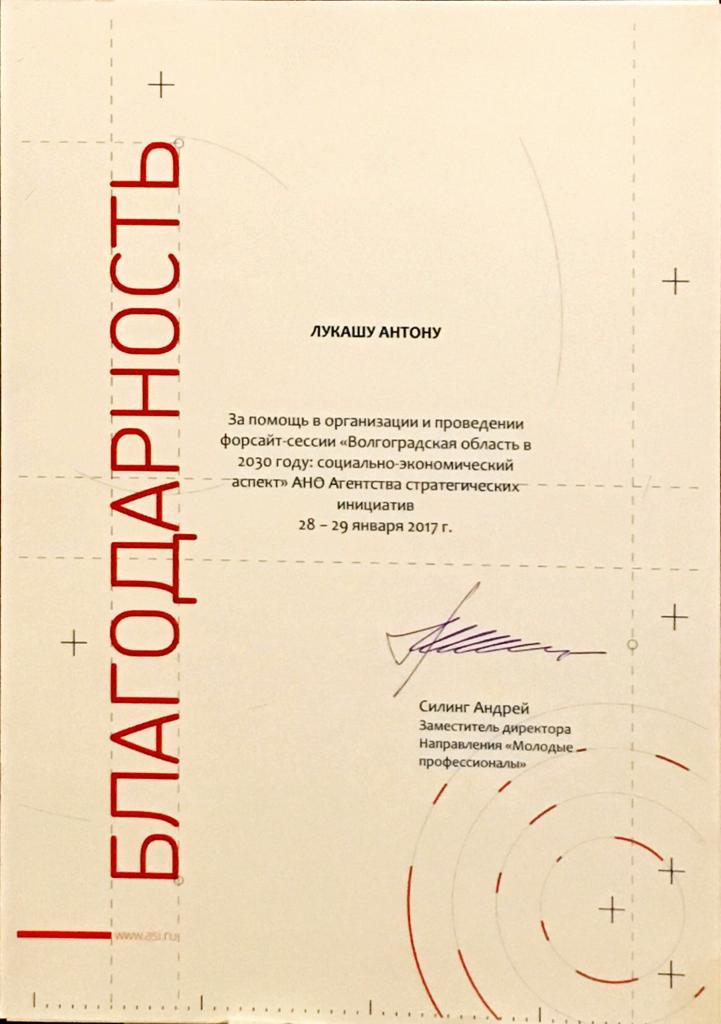 БЛАГОДАРНОСТЬ
ЛУКАШУ АНТОНУ
За помощь в организации и проведении
форсайт-сессии «Волгоградская область в
2030 году: социально-экономический
аспект» АНО Агентства стратегических
инициатив
28 – 29 января 2017 г.
Силинг Андрей
Заместитель директора
Направления «Молодые
профессионалы»
www.asi.ru